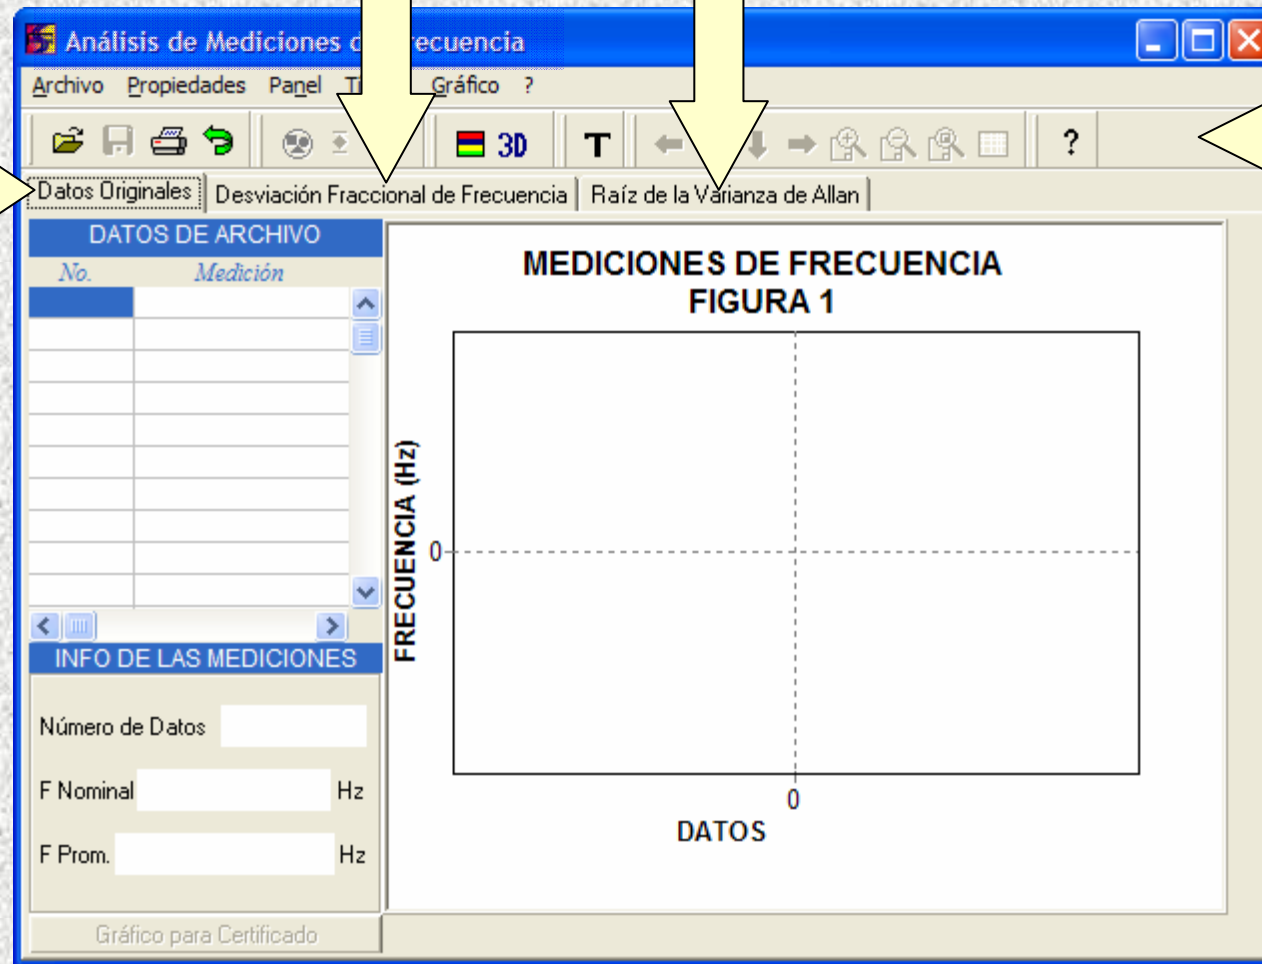 Análisis de Mediciones d recuencia
Archivo Propiedades Panel Gráfico ?
3D T ?
Datos Originales Desviación Fraccional de Frecuencia Raíz de la Varianza de Allan
DATOS DE ARCHIVO
No. Medición
MEDICIONES DE FRECUENCIA
FIGURA 1
FRECUENCIA (Hz)
0
0
DATOS
INFO DE LAS MEDICIONES
Número de Datos
F Nominal Hz
F Prom. Hz
Gráfico para Certificado